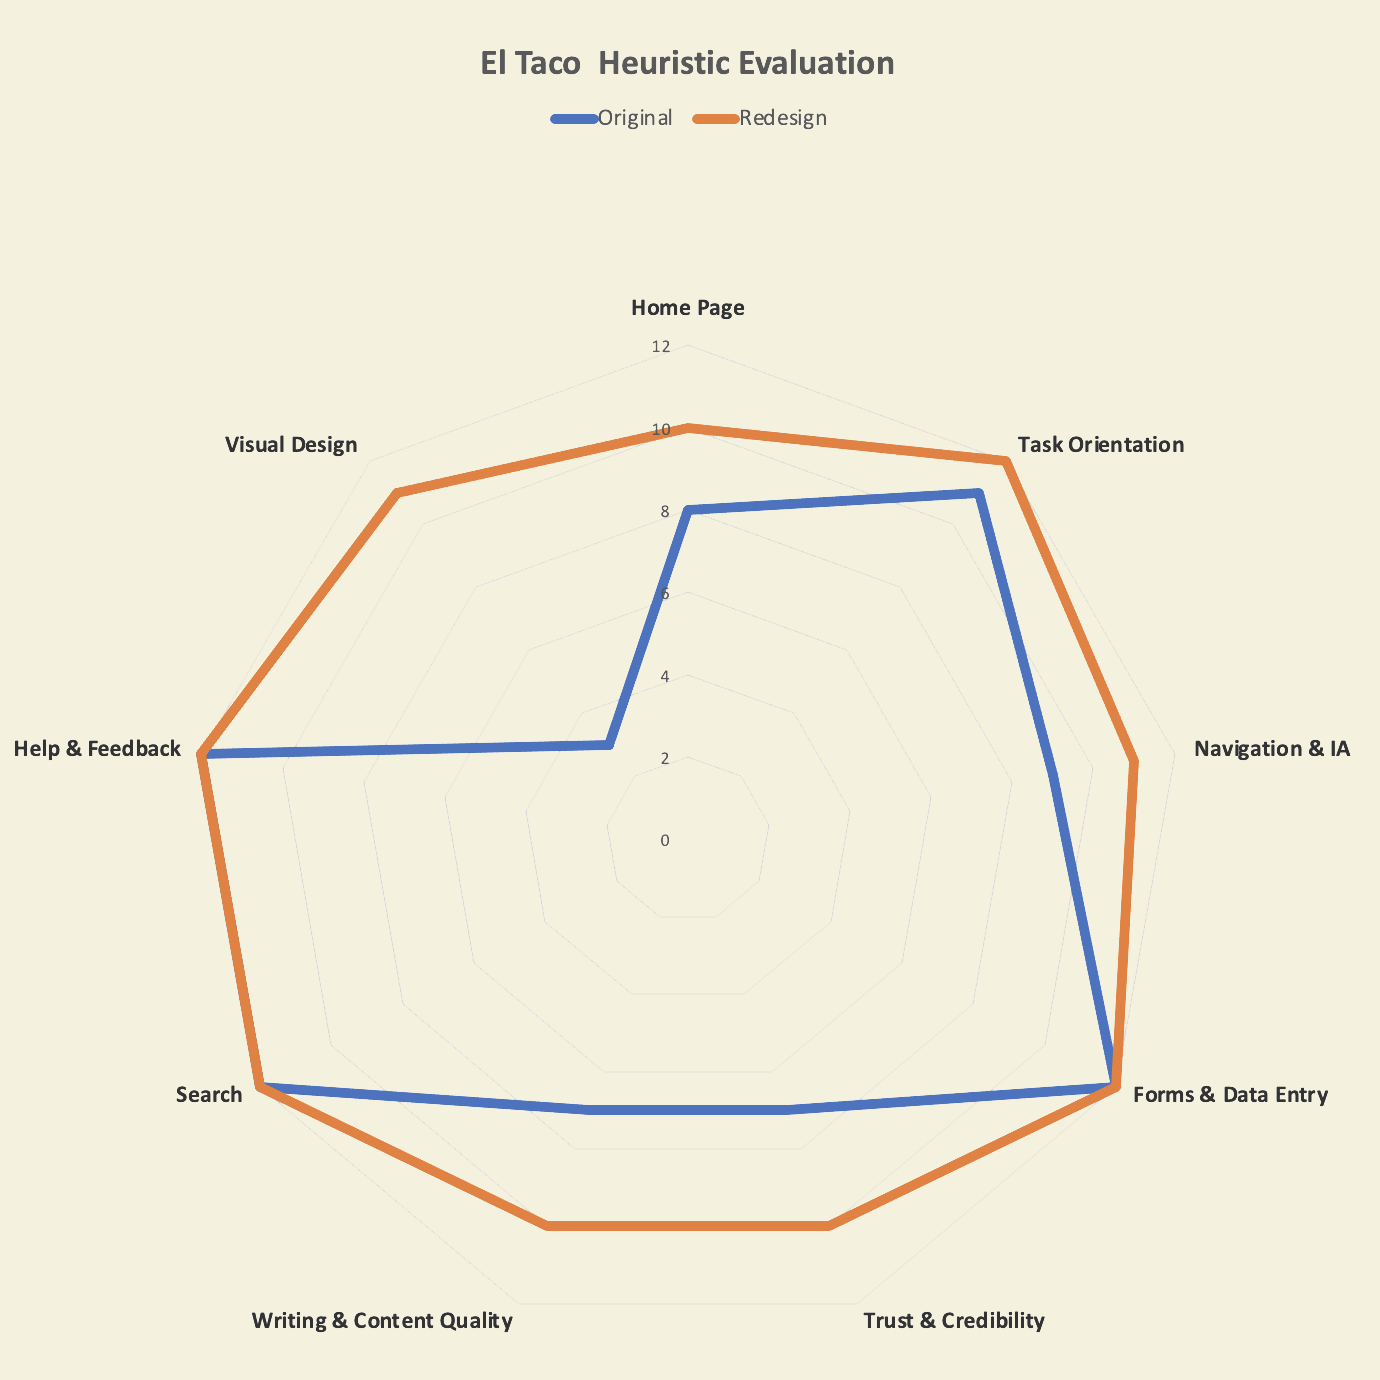 El Taco  Heuristic Evaluation
Original Redesign
Home Page
12
10
8
6
4
2
0
Visual Design
Task Orientation
Help & Feedback
Navigation & IA
Search
Forms & Data Entry
Writing & Content Quality
Trust & Credibility